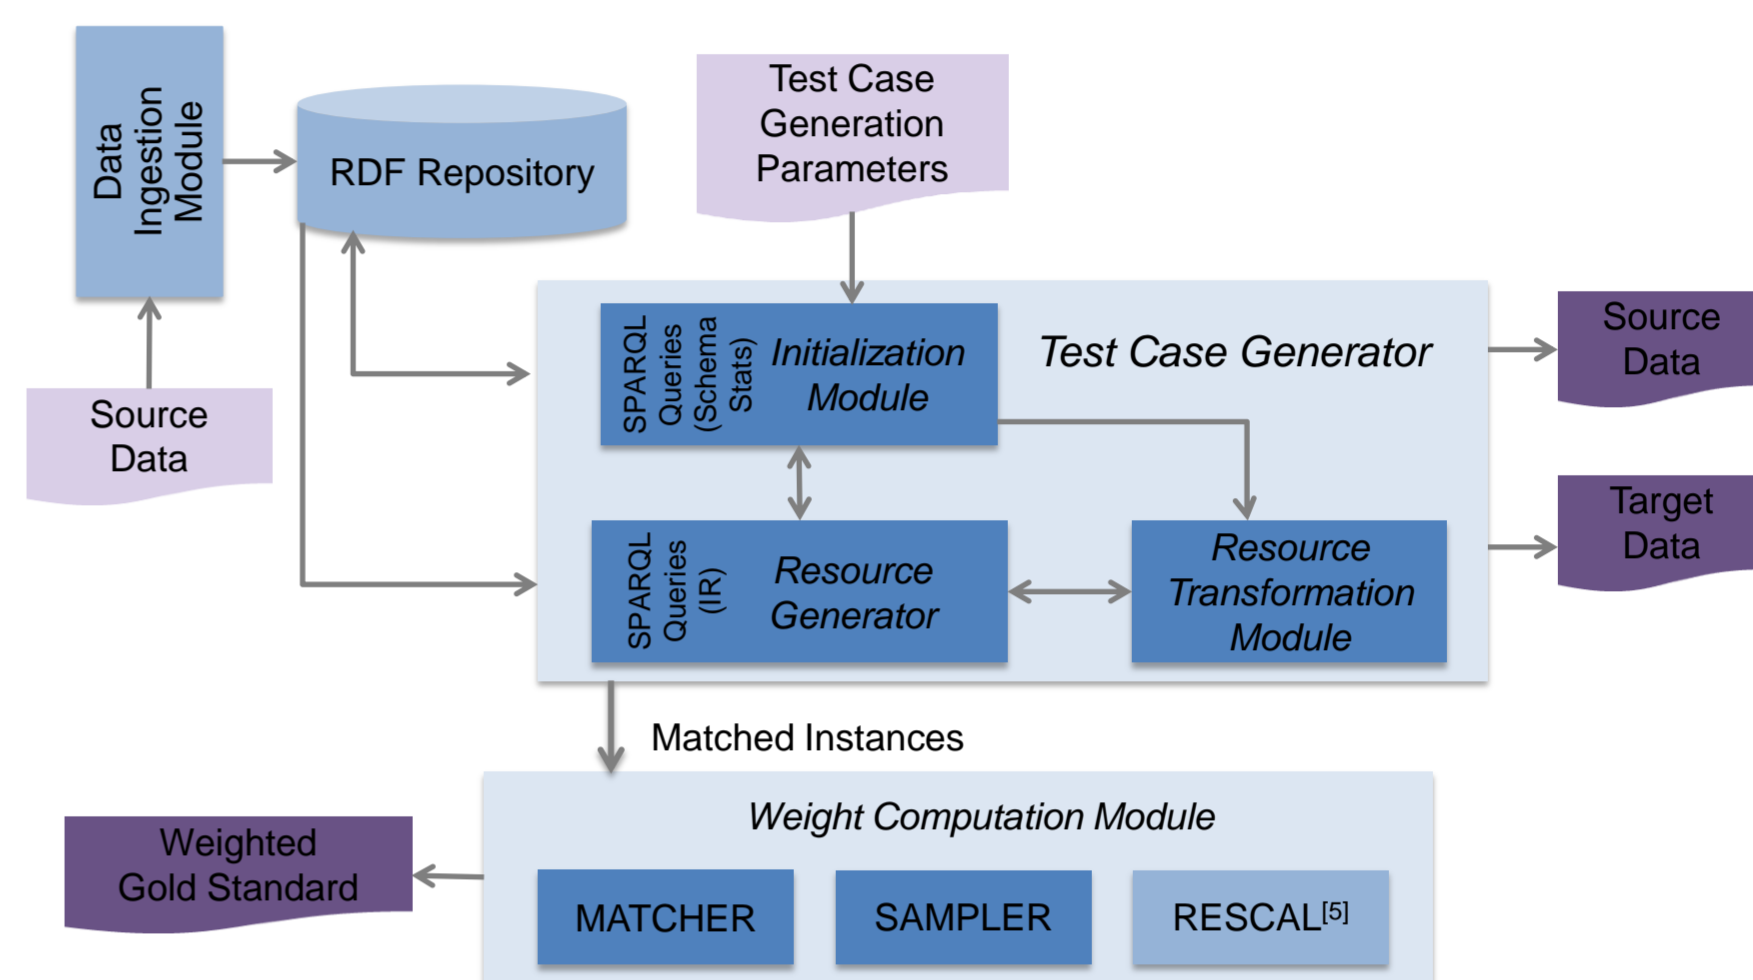 Data
Ingestion
Module
RDF Repository
Test Case
Generation
Parameters
Source
Data
SPARQL
Queries
(Schema
Stats)
Initialization
Module
Test Case Generator
Source
Data
SPARQL
Queries
(IR)
Resource
Generator
Resource
Transformation
Module
Target
Data
Matched Instances
Weight Computation Module
Weighted
Gold Standard
MATCHER
SAMPLER
RESCAL[5]